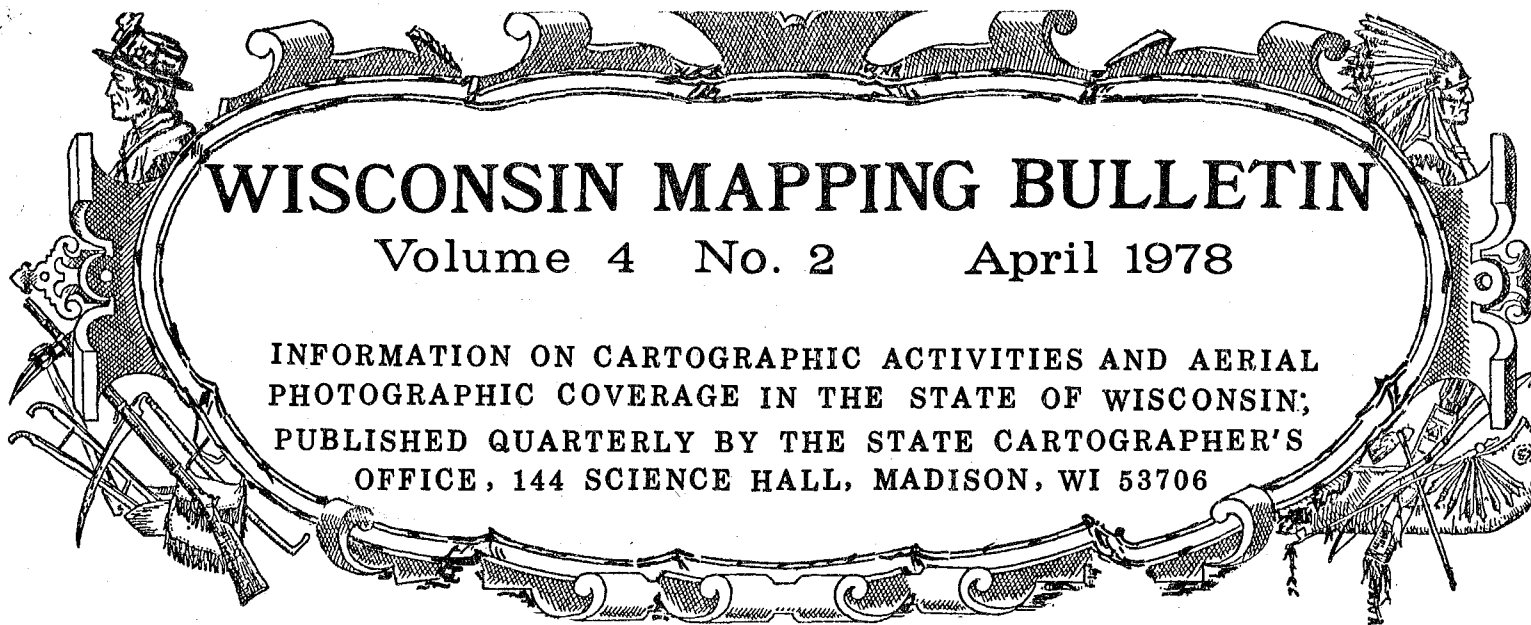 WISCONSIN MAPPING BULLETIN
Volume 4 No. 2 April 1978
INFORMATION ON CARTOGRAPHIC ACTIVITIES AND AERIAL
PHOTOGRAPHIC COVERAGE IN THE STATE OF WISCONSIN;
PUBLISHED QUARTERLY BY THE STATE CARTOGRAPHER'S
OFFICE, 144 SCIENCE HALL, MADISON, WI 53706